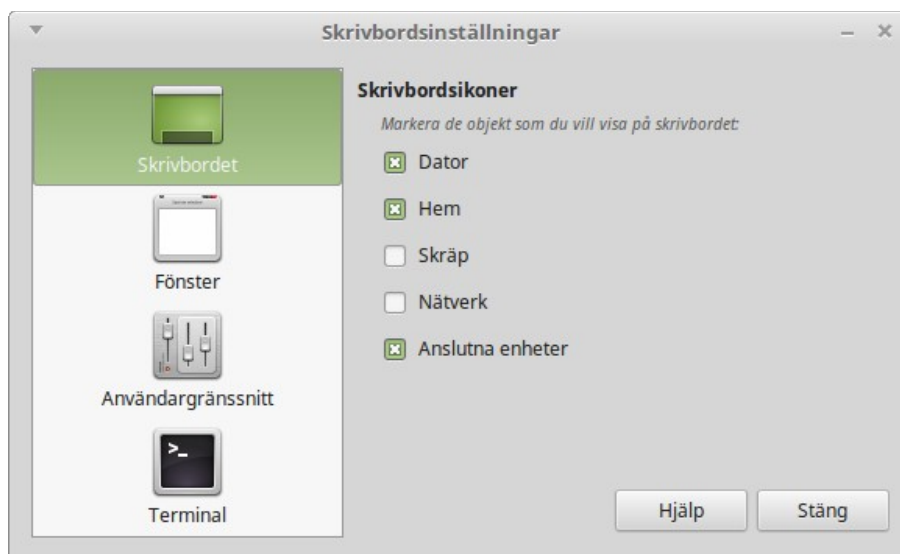 Skrivbordsinställningar
Skrivbordet
Fönster
Användargränssnitt
>_
Terminal
Skrivbordsikoner
Markera de objekt som du vill visa på skrivbordet:
Dator
Hem
Skräp
Nätverk
Anslutna enheter
Hjälp
Stäng